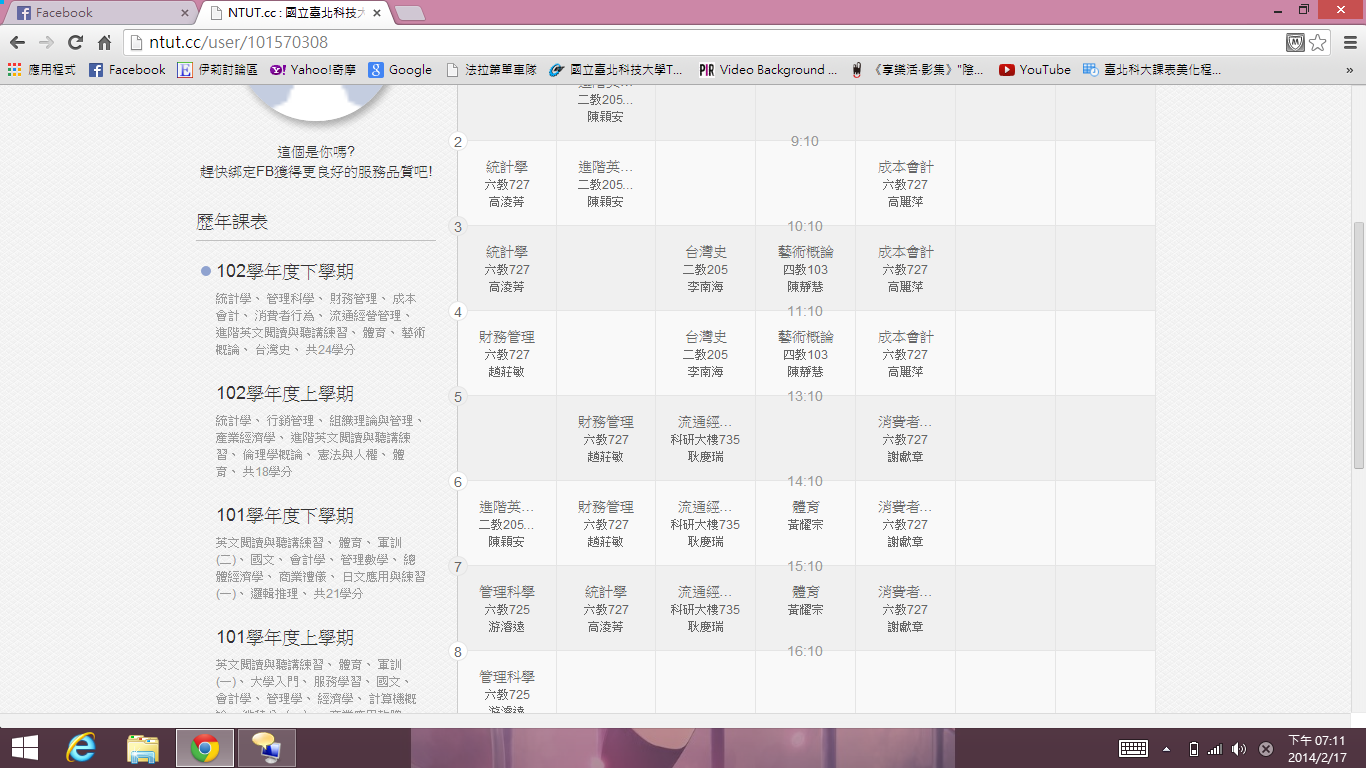 Facebook
NTUT.cc : 國立臺北科技大
ntut.cc/user/101570308
應用程式
Facebook
伊莉討論區
Yahoo!奇摩
Google
法拉第單車隊
國立臺北科技大學T...
Video Background ...
《享樂活‧影集》"陰...
YouTube
臺北科大課表美化程...
»
二教205...
陳穎安
這個是你嗎?
趕快綁定FB獲得更良好的服務品質吧!
歷年課表
102學年度下學期
統計學、 管理科學、 財務管理、 成本
會計、 消費者行為、 流通經營管理、
進階英文閱讀與聽講練習、 體育、 藝術
概論、 台灣史、 共24學分
102學年度上學期
統計學、 行銷管理、 組織理論與管理、
產業經濟學、 進階英文閱讀與聽講練
習、 倫理學概論、 憲法與人權、 體
育、 共18學分
101學年度下學期
英文閱讀與聽講練習、 體育、 軍訓
(二)、 國文、 會計學、 管理數學、 總
體經濟學、 商業禮儀、 日文應用與練習
(一)、 邏輯推理、 共21學分
101學年度上學期
英文閱讀與聽講練習、 體育、 軍訓
(一)、 大學入門、 服務學習、 國文、
會計學、 管理學、 經濟學、 計算機概
2
9:10
統計學
六教727
高淩菁
進階英...
二教205...
陳穎安
成本會計
六教727
高麗萍
3
10:10
統計學
六教727
高淩菁
台灣史
二教205
李南海
藝術概論
四教103
陳靜慧
成本會計
六教727
高麗萍
4
11:10
財務管理
六教727
趙莊敏
台灣史
二教205
李南海
藝術概論
四教103
陳靜慧
成本會計
六教727
高麗萍
5
13:10
財務管理
六教727
趙莊敏
流通經...
科研大樓735
耿慶瑞
消費者...
六教727
謝獻章
6
14:10
進階英...
二教205...
陳穎安
財務管理
六教727
趙莊敏
流通經...
科研大樓735
耿慶瑞
體育
黃耀宗
消費者...
六教727
謝獻章
7
15:10
管理科學
六教725
游濬遠
統計學
六教727
高淩菁
流通經...
科研大樓735
耿慶瑞
體育
黃耀宗
消費者...
六教727
謝獻章
8
16:10
管理科學
六教725
游濬遠
下午 07:11
2014/2/17